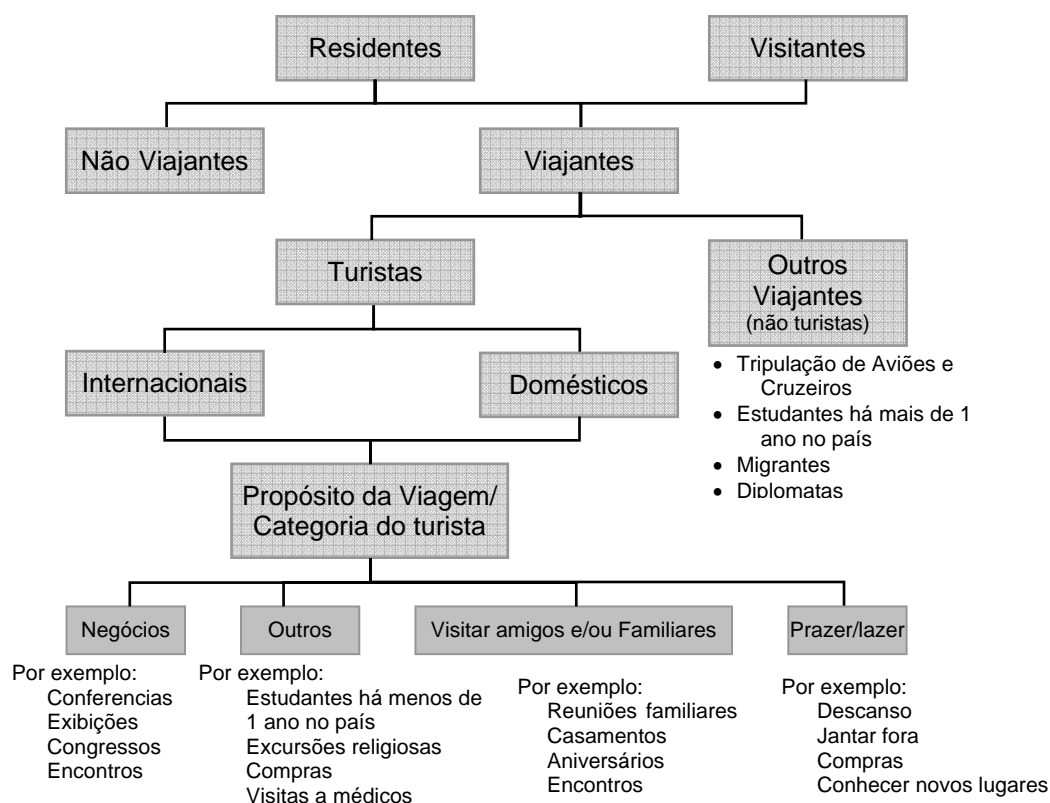 Residentes
Visitantes
Não Viajantes
Viajantes
Turistas
Outros
Viajantes
(não turistas)
Internacionais
Domésticos
• Tripulação de Aviões e
Cruzeiros
• Estudantes há mais de 1
ano no país
• Migrantes
• Diplomatas
Propósito da Viagem/
Categoria do turista
Negócios
Outros
Visitar amigos e/ou Familiares
Prazer/lazer
Por exemplo:
Conferencias
Exibições
Congressos
Encontros
Por exemplo:
Estudantes há menos de
1 ano no país
Excursões religiosas
Compras
Visitas a médicos
Por exemplo:
Reuniões familiares
Casamentos
Aniversários
Encontros
Por exemplo:
Descanso
Jantar fora
Compras
Conhecer novos lugares